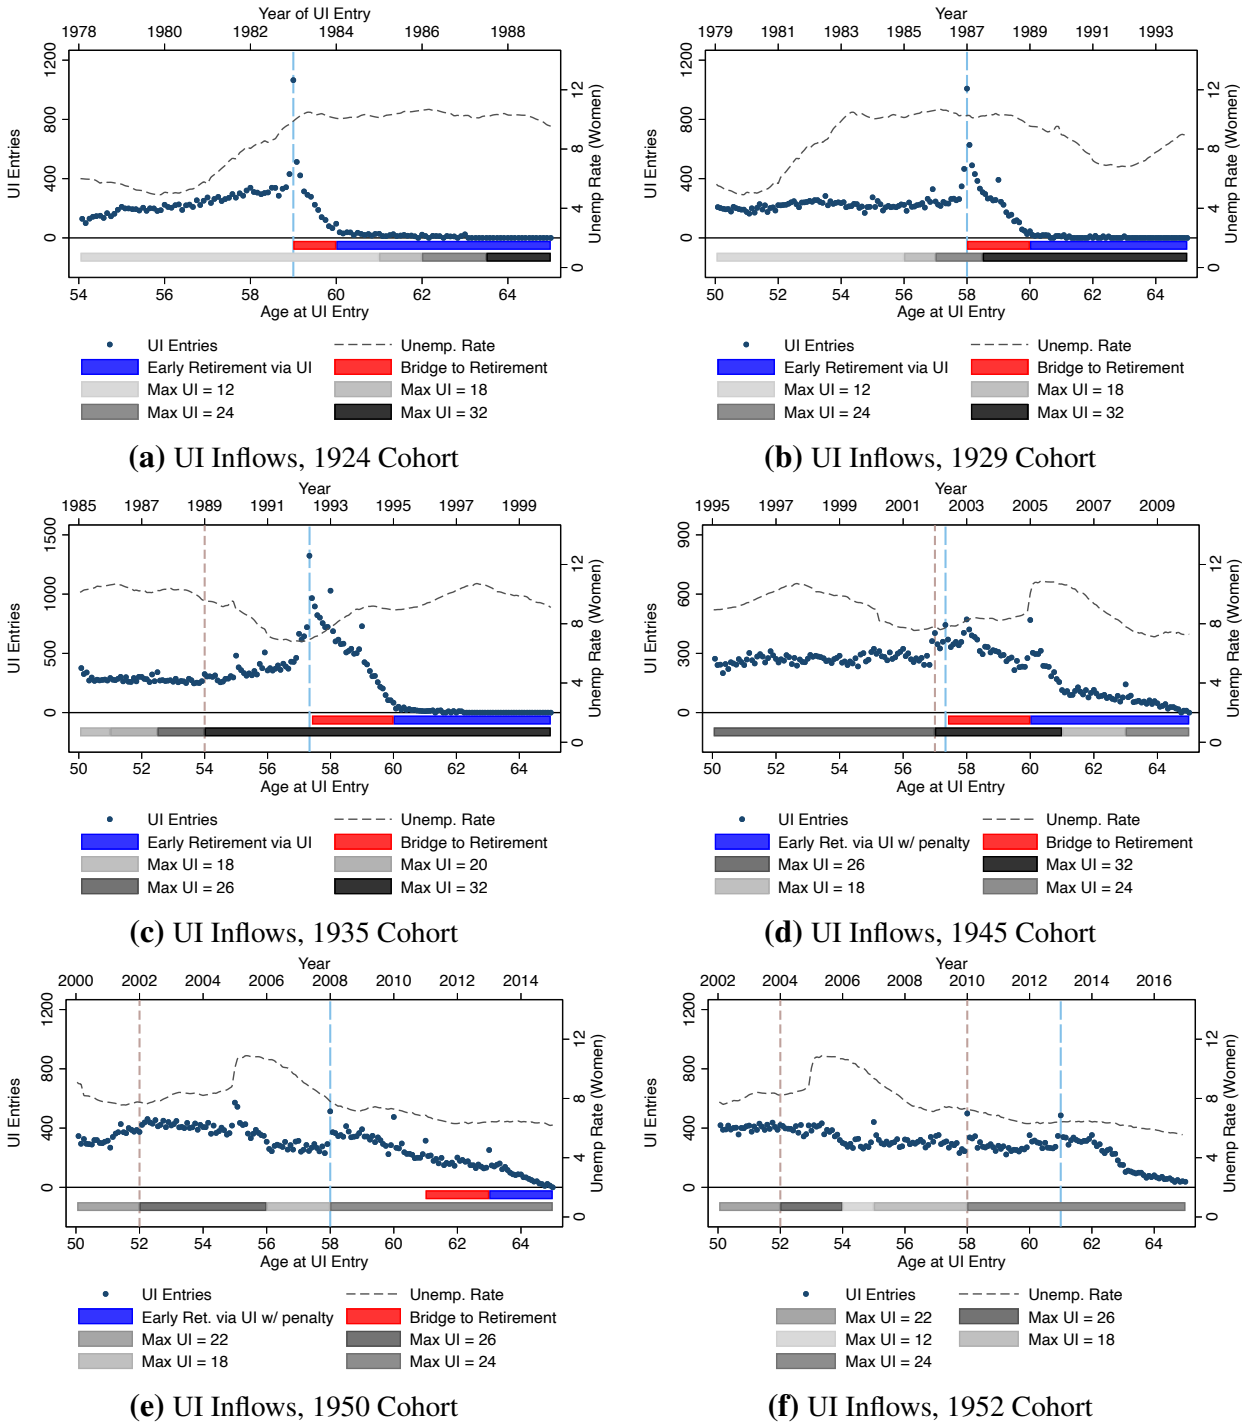 Year of UI Entry
1978 1980 1982 1984 1986 1988
UI Entries
0 400 800 1200
Unemp Rate (Women)
0 4 8 12
54 56 58 60 62 64
Age at UI Entry
UI Entries
Unemp. Rate
Early Retirement via UI
Bridge to Retirement
Max UI = 12
Max UI = 18
Max UI = 24
Max UI = 32
(a) UI Inflows, 1924 Cohort
Year
1979 1981 1983 1985 1987 1989 1991 1993
UI Entries
0 400 800 1200
Unemp Rate (Women)
0 4 8 12
50 52 54 56 58 60 62 64
Age at UI Entry
UI Entries
Unemp. Rate
Early Retirement via UI
Bridge to Retirement
Max UI = 12
Max UI = 18
Max UI = 24
Max UI = 32
(b) UI Inflows, 1929 Cohort
Year
1985 1987 1989 1991 1993 1995 1997 1999
UI Entries
0 500 1000 1500
Unemp Rate (Women)
0 4 8 12
50 52 54 56 58 60 62 64
Age at UI Entry
UI Entries
Unemp. Rate
Early Retirement via UI
Bridge to Retirement
Max UI = 18
Max UI = 20
Max UI = 26
Max UI = 32
(c) UI Inflows, 1935 Cohort
Year
1995 1997 1999 2001 2003 2005 2007 2009
UI Entries
0 300 600 900
Unemp Rate (Women)
0 4 8 12
50 52 54 56 58 60 62 64
Age at UI Entry
UI Entries
Unemp. Rate
Early Ret. via UI w/ penalty
Bridge to Retirement
Max UI = 26
Max UI = 32
Max UI = 18
Max UI = 24
(d) UI Inflows, 1945 Cohort
Year
2000 2002 2004 2006 2008 2010 2012 2014
UI Entries
0 400 800 1200
Unemp Rate (Women)
0 4 8 12
50 52 54 56 58 60 62 64
Age at UI Entry
UI Entries
Unemp. Rate
Early Ret. via UI w/ penalty
Bridge to Retirement
Max UI = 22
Max UI = 26
Max UI = 18
Max UI = 24
(e) UI Inflows, 1950 Cohort
Year
2002 2004 2006 2008 2010 2012 2014 2016
UI Entries
0 400 800 1200
Unemp Rate (Women)
0 4 8 12
50 52 54 56 58 60 62 64
Age at UI Entry
UI Entries
Unemp. Rate
Max UI = 22
Max UI = 26
Max UI = 12
Max UI = 18
Max UI = 24
(f) UI Inflows, 1952 Cohort